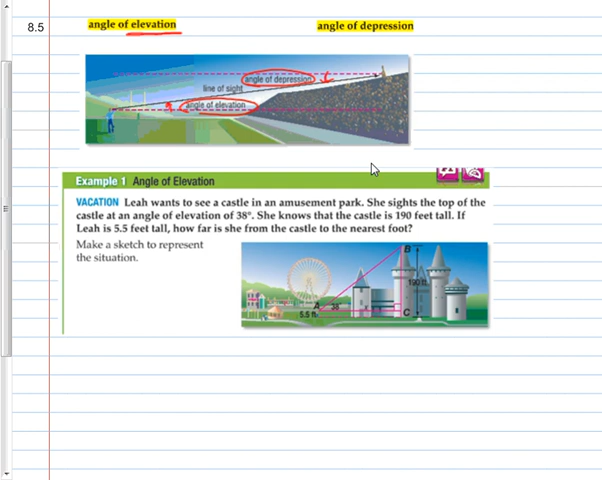 8.5
angle of elevation
angle of depression
angle of depression
line of sight
angle of elevation
Example 1 Angle of Elevation
VACATION Leah wants to see a castle in an amusement park. She sights the top of the
castle at an angle of elevation of 38°. She knows that the castle is 190 feet tall. If
Leah is 5.5 feet tall, how far is she from the castle to the nearest foot?
Make a sketch to represent
the situation.
B
190 ft
A
38°
C
5.5 ft